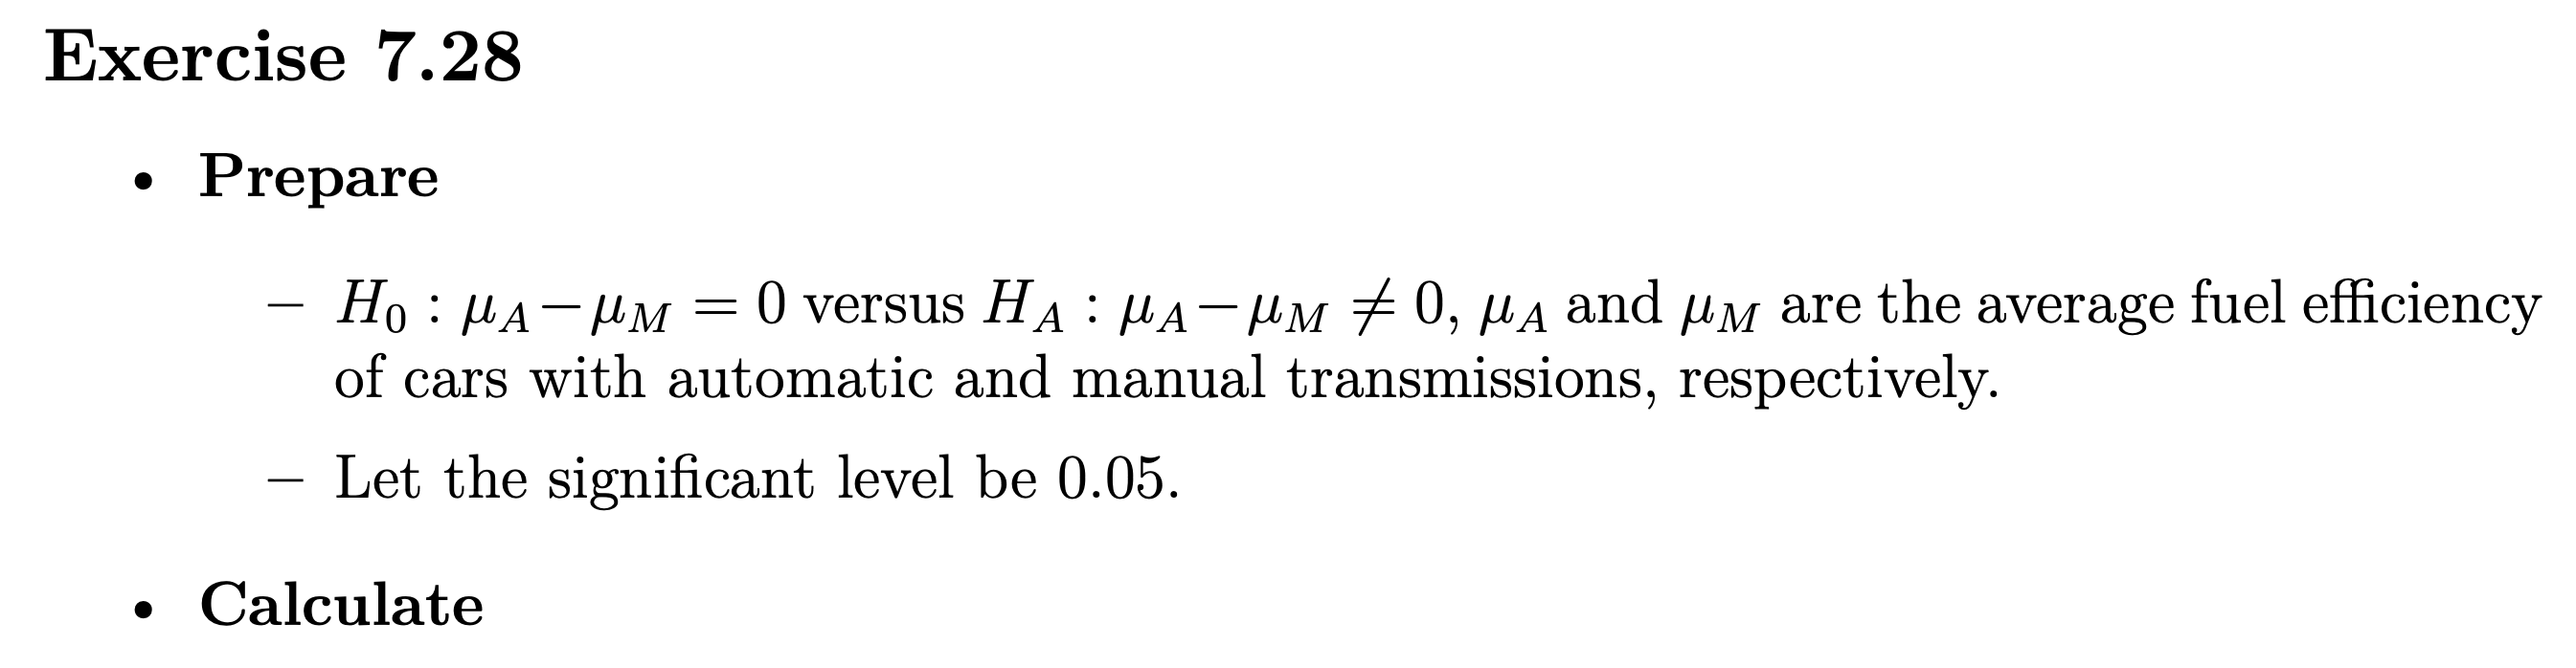 Exercise 7.28
• Prepare
– H₀ : μ_A − μ_M = 0 versus H_A : μ_A − μ_M ≠ 0, μ_A and μ_M are the average fuel efficiency
of cars with automatic and manual transmissions, respectively.
– Let the significant level be 0.05.
• Calculate